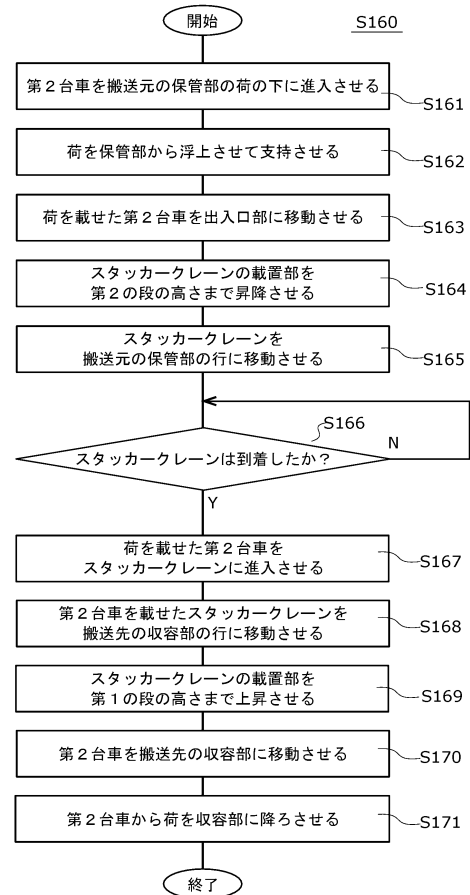 開始
S160
第２台車を搬送元の保管部の荷の下に進入させる
S161
荷を保管部から浮上させて支持させる
S162
荷を載せた第２台車を出入口部に移動させる
S163
スタッカークレーンの載置部を
第２の段の高さまで昇降させる
S164
スタッカークレーンを
搬送元の保管部の行に移動させる
S165
S166
スタッカークレーンは到着したか？
N
Y
荷を載せた第２台車を
スタッカークレーンに進入させる
S167
第２台車を載せたスタッカークレーンを
搬送先の収容部の行に移動させる
S168
スタッカークレーンの載置部を
第１の段の高さまで上昇させる
S169
第２台車を搬送先の収容部に移動させる
S170
第２台車から荷を収容部に降ろさせる
S171
終了